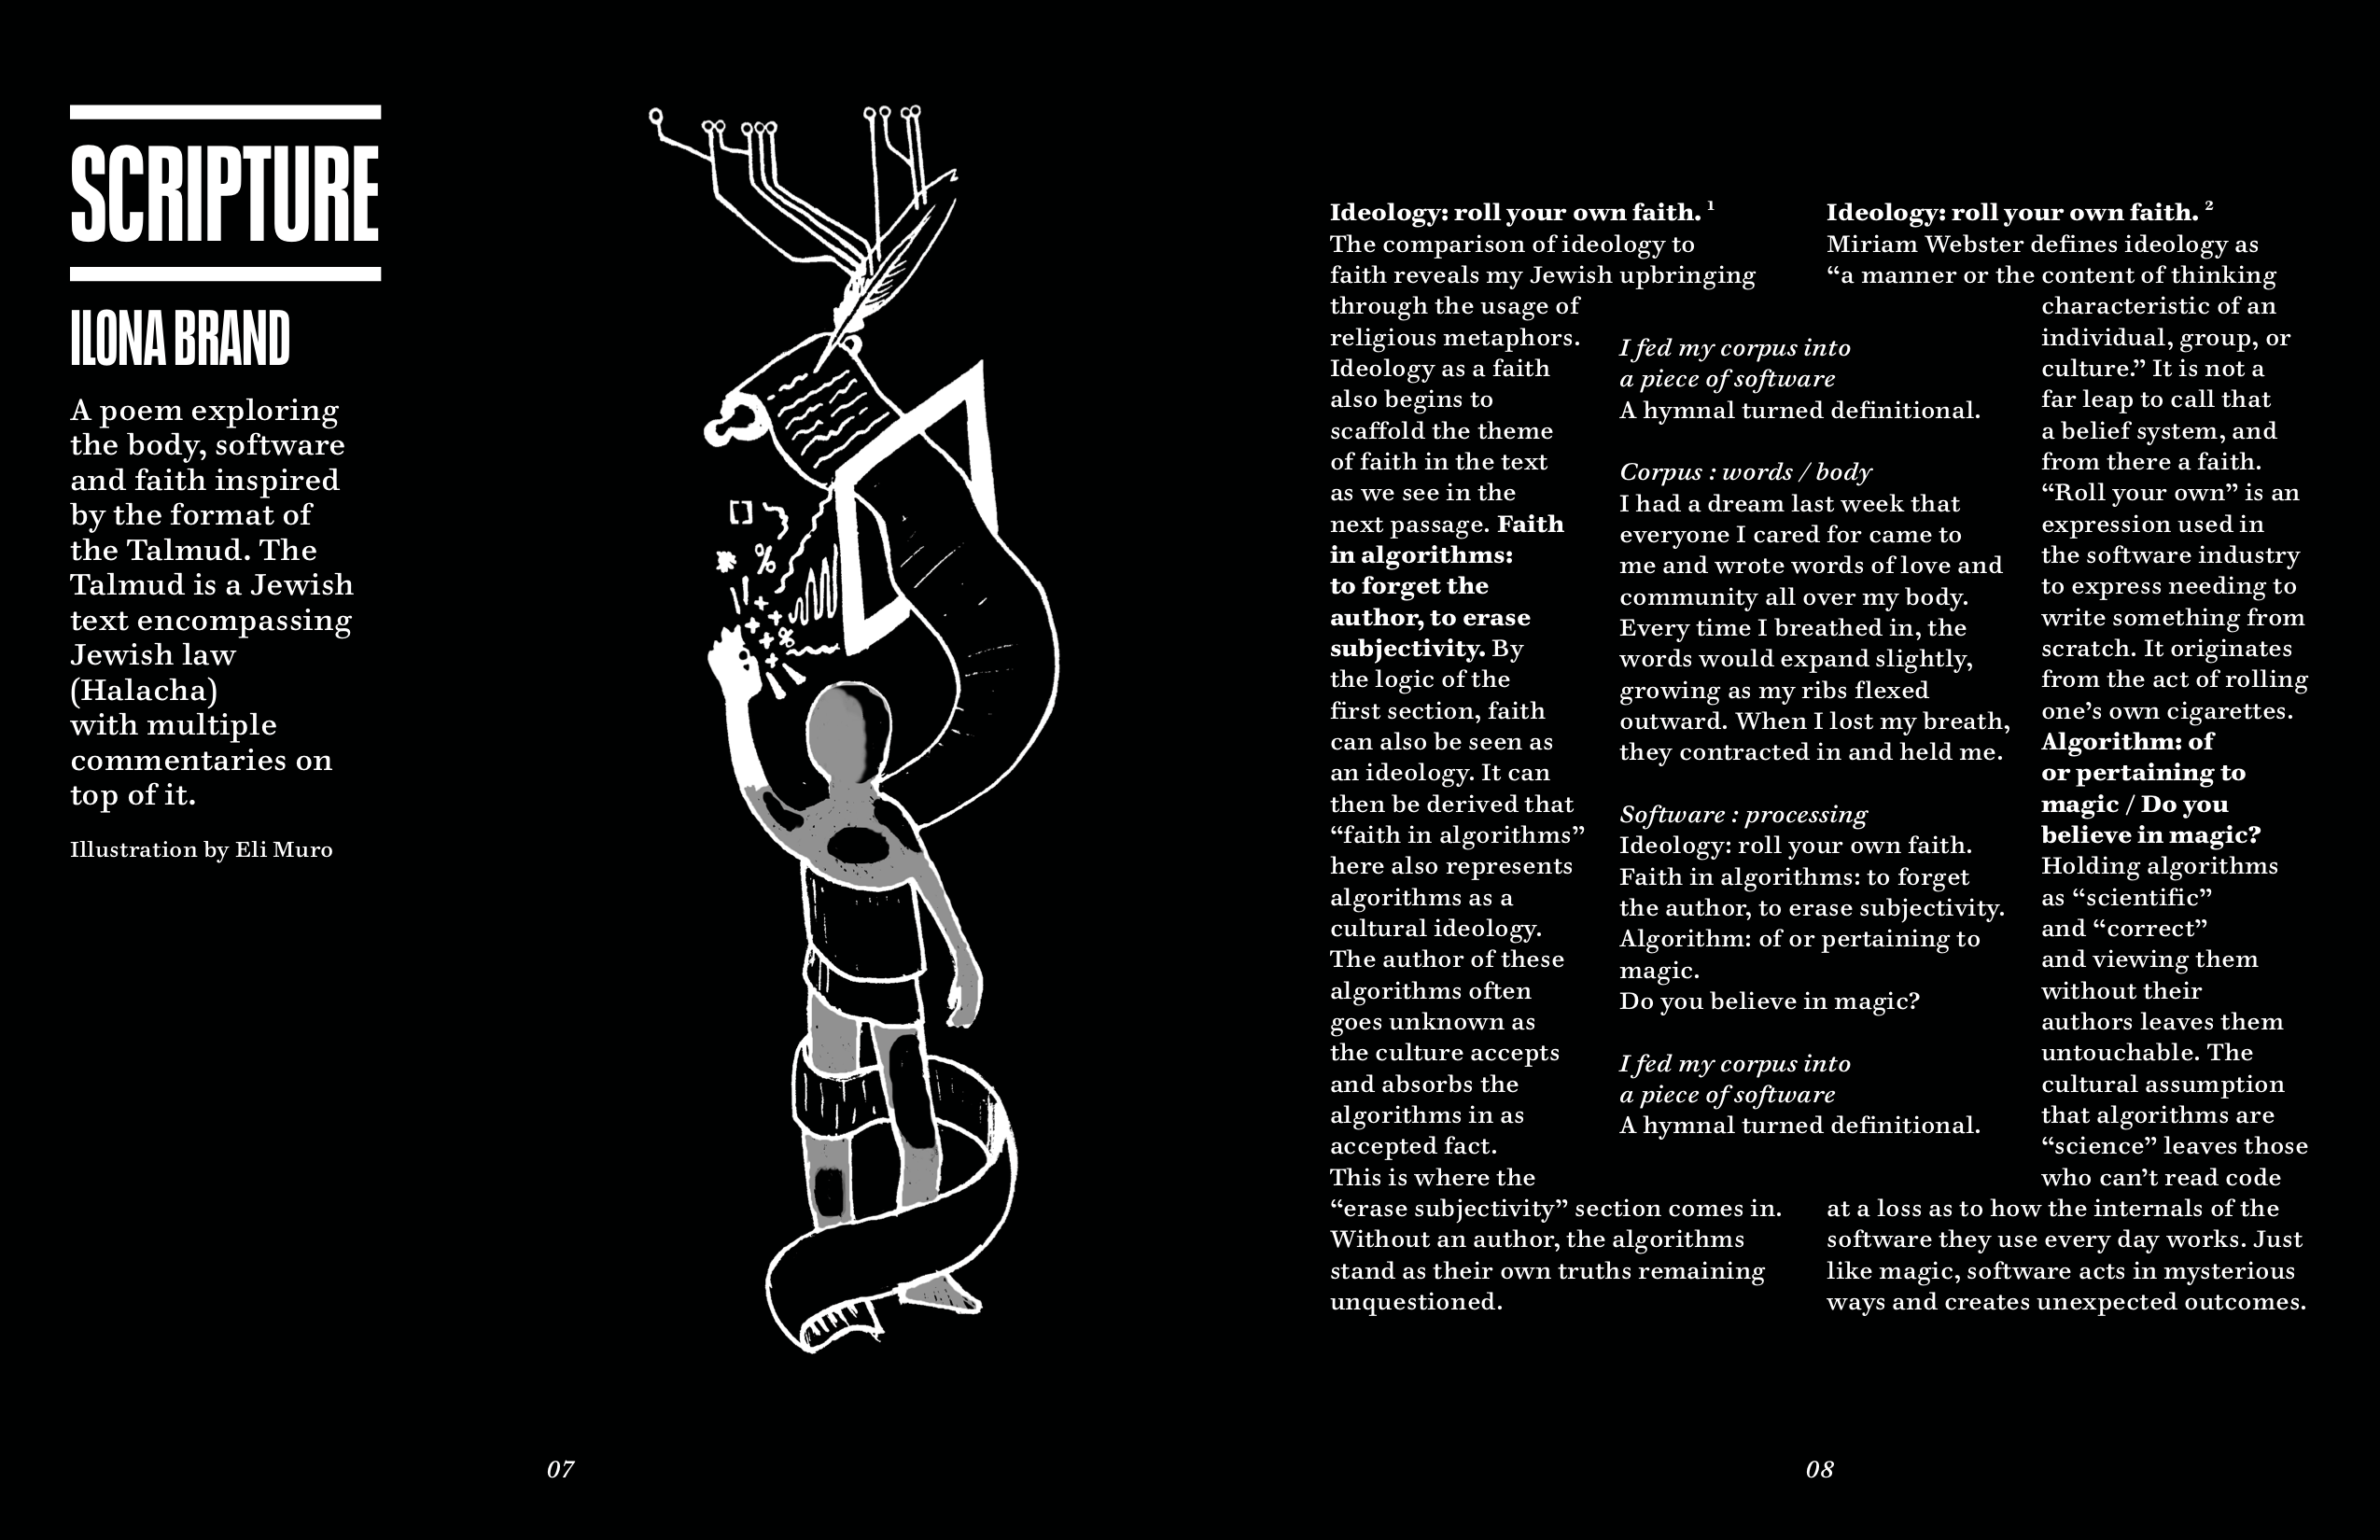 SCRIPTURE
ILONA BRAND
A poem exploring
the body, software
and faith inspired
by the format of
the Talmud. The
Talmud is a Jewish
text encompassing
Jewish law
(Halacha)
with multiple
commentaries on
top of it.
Illustration by Eli Muro
[]
%
%
07
Ideology: roll your own faith. ¹
The comparison of ideology to
faith reveals my Jewish upbringing
through the usage of
religious metaphors.
Ideology as a faith
also begins to
scaffold the theme
of faith in the text
as we see in the
next passage. Faith
in algorithms:
to forget the
author, to erase
subjectivity. By
the logic of the
first section, faith
can also be seen as
an ideology. It can
then be derived that
“faith in algorithms”
here also represents
algorithms as a
cultural ideology.
The author of these
algorithms often
goes unknown as
the culture accepts
and absorbs the
algorithms in as
accepted fact.
This is where the
“erase subjectivity” section comes in.
Without an author, the algorithms
stand as their own truths remaining
unquestioned.
I fed my corpus into
a piece of software
A hymnal turned definitional.
Corpus : words / body
I had a dream last week that
everyone I cared for came to
me and wrote words of love and
community all over my body.
Every time I breathed in, the
words would expand slightly,
growing as my ribs flexed
outward. When I lost my breath,
they contracted in and held me.
Software : processing
Ideology: roll your own faith.
Faith in algorithms: to forget
the author, to erase subjectivity.
Algorithm: of or pertaining to
magic.
Do you believe in magic?
I fed my corpus into
a piece of software
A hymnal turned definitional.
Ideology: roll your own faith. ²
Miriam Webster defines ideology as
“a manner or the content of thinking
characteristic of an
individual, group, or
culture.” It is not a
far leap to call that
a belief system, and
from there a faith.
“Roll your own” is an
expression used in
the software industry
to express needing to
write something from
scratch. It originates
from the act of rolling
one’s own cigarettes.
Algorithm: of
or pertaining to
magic / Do you
believe in magic?
Holding algorithms
as “scientific”
and “correct”
and viewing them
without their
authors leaves them
untouchable. The
cultural assumption
that algorithms are
“science” leaves those
who can’t read code
at a loss as to how the internals of the
software they use every day works. Just
like magic, software acts in mysterious
ways and creates unexpected outcomes.
08